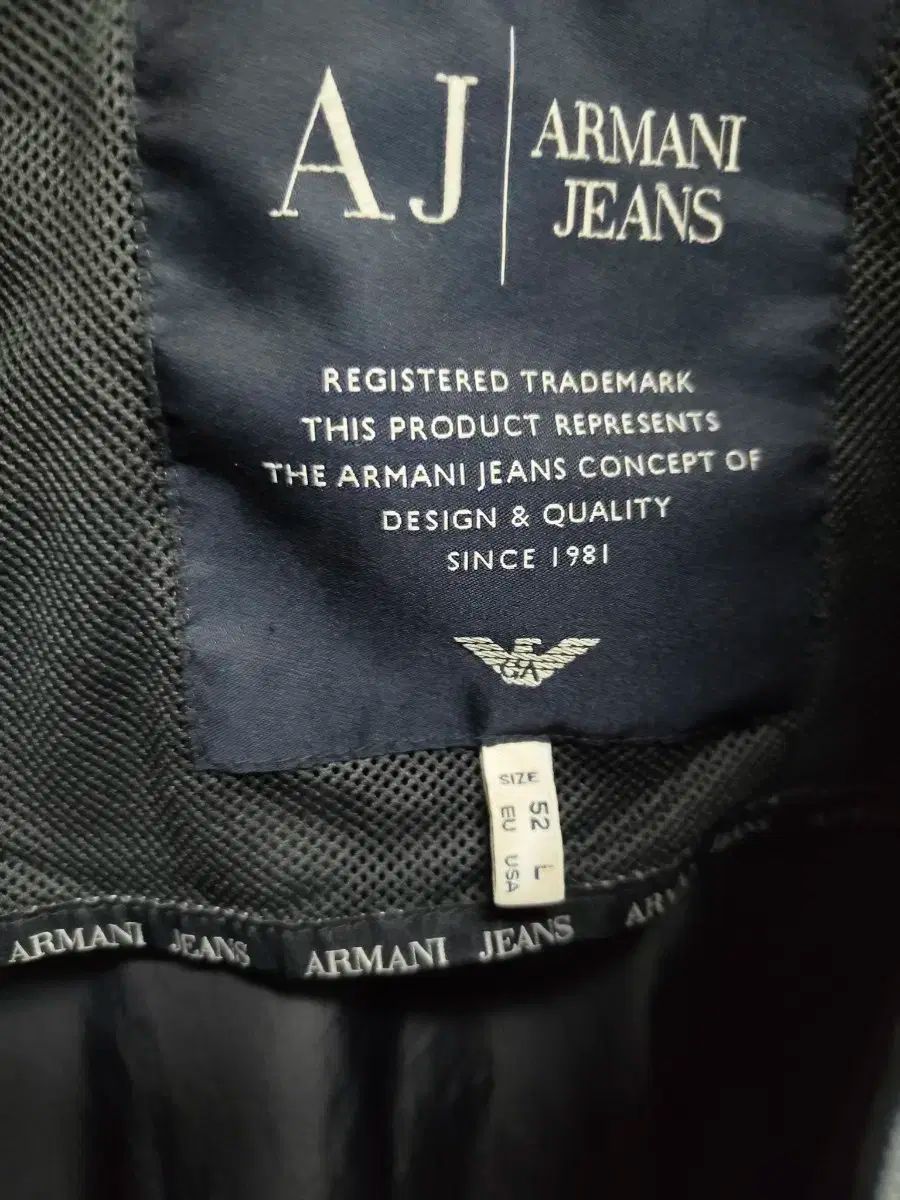 AJ
ARMANI
JEANS
REGISTERED TRADEMARK
THIS PRODUCT REPRESENTS
THE ARMANI JEANS CONCEPT OF
DESIGN & QUALITY
SINCE 1981
GA
SIZE
52 L
EU USA
ARMANI JEANS ARMANI JEANS